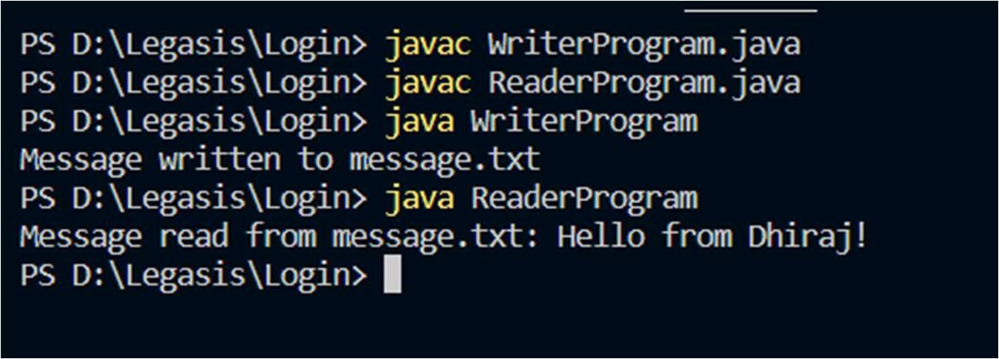 PS D:\Legasis\Login> javac WriterProgram.java
PS D:\Legasis\Login> javac ReaderProgram.java
PS D:\Legasis\Login> java WriterProgram
Message written to message.txt
PS D:\Legasis\Login> java ReaderProgram
Message read from message.txt: Hello from Dhiraj!
PS D:\Legasis\Login>